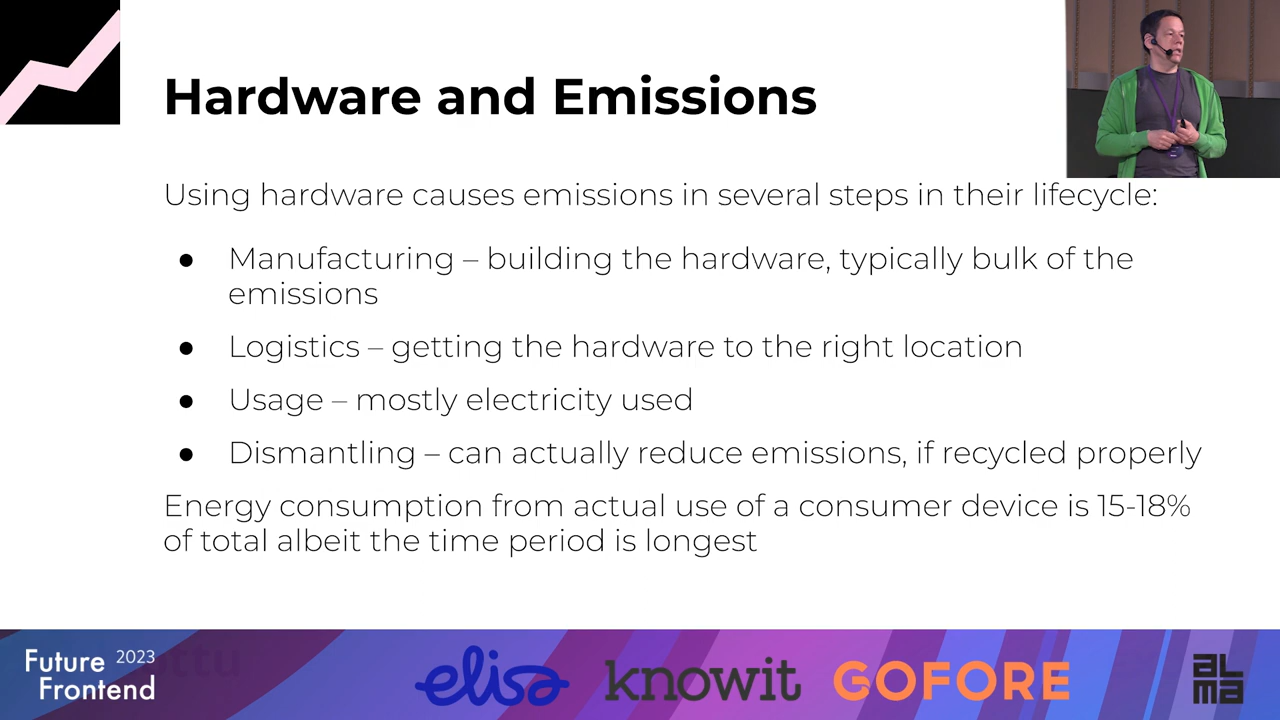 Hardware and Emissions
Using hardware causes emissions in several steps in their lifecycle:
● Manufacturing – building the hardware, typically bulk of the
emissions
● Logistics – getting the hardware to the right location
● Usage – mostly electricity used
● Dismantling – can actually reduce emissions, if recycled properly
Energy consumption from actual use of a consumer device is 15-18%
of total albeit the time period is longest
Future 2023
Frontend
elisa
knowit
GOFORE
aL
ma